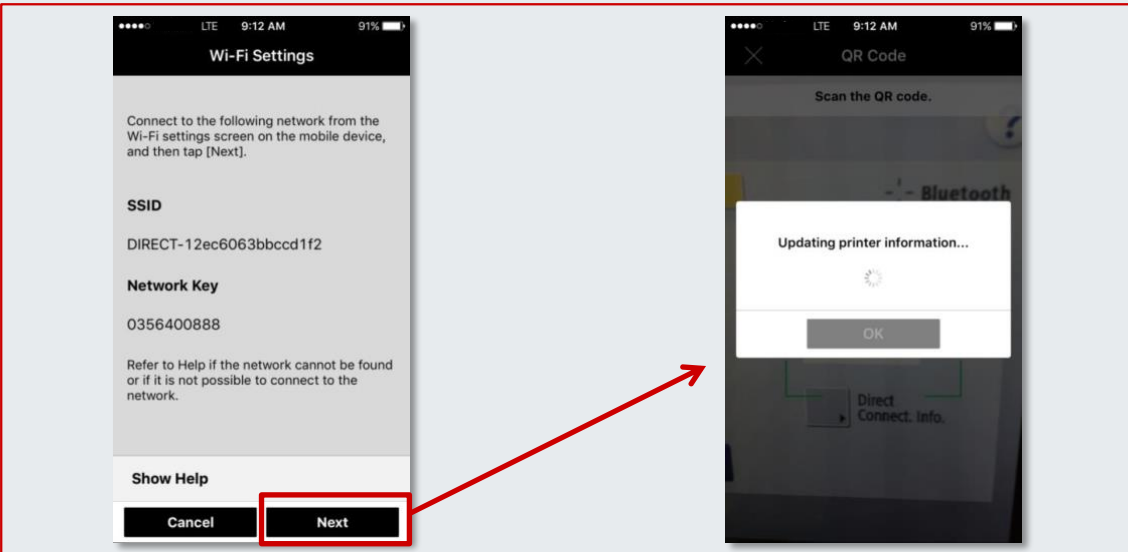 LTE 9:12 AM 91%
Wi-Fi Settings
Connect to the following network from the
Wi-Fi settings screen on the mobile device,
and then tap [Next].
SSID
DIRECT-12ec6063bbccd1f2
Network Key
0356400888
Refer to Help if the network cannot be found
or if it is not possible to connect to the
network.
Show Help
Cancel Next
LTE 9:12 AM 91%
QR Code
Scan the QR code.
?
Bluetooth
Updating printer information...
OK
Direct
Connect. Info.